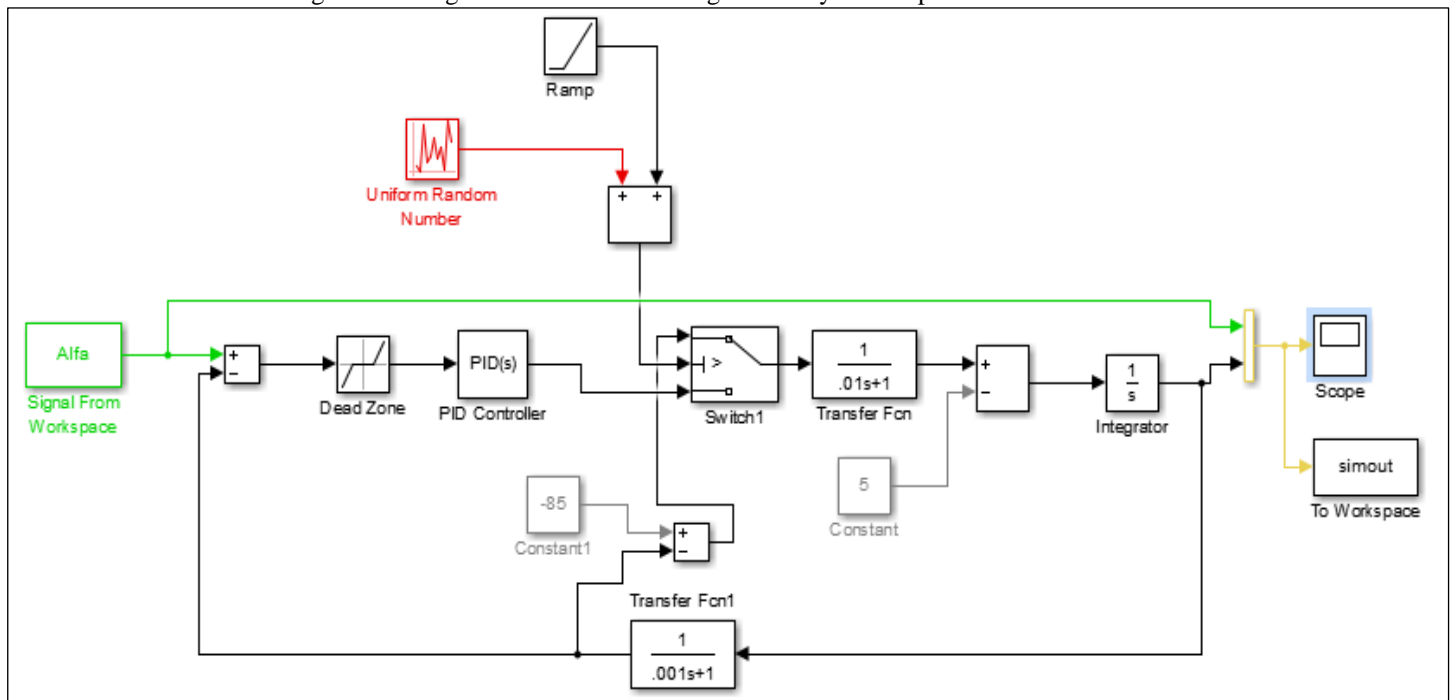 Ramp
Uniform Random
Number
+ +
Alfa
Signal From
Workspace
+
−
Dead Zone
PID(s)
PID Controller
>
Switch1
1
.01s+1
Transfer Fcn
+
−
1
s
Integrator
Scope
simout
To Workspace
-85
Constant1
+
−
5
Constant
Transfer Fcn1
1
.001s+1